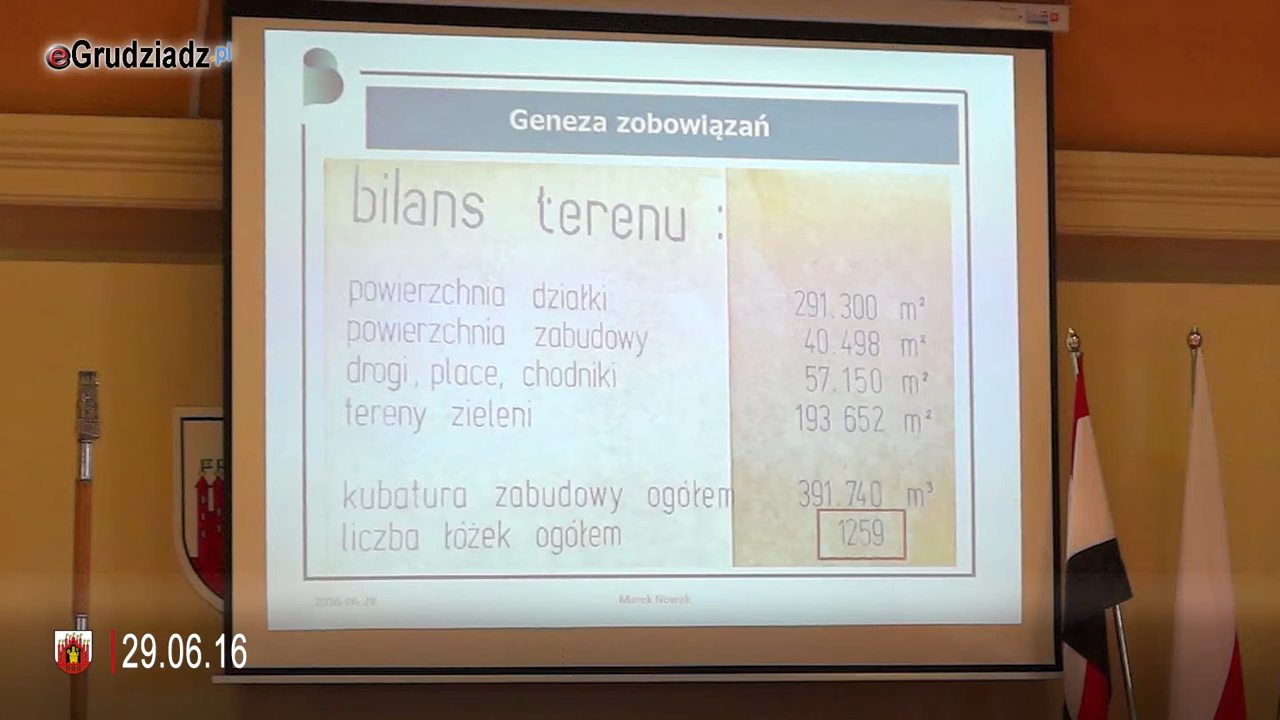 eGrudziadz.pl
Geneza zobowiązań
bilans terenu :
powierzchnia działki 291.300 m²
powierzchnia zabudowy 40.498 m²
drogi, place, chodniki 57.150 m²
tereny zieleni 193 652 m²
kubatura zabudowy ogółem 391.740 m³
liczba łóżek ogółem 1259
Marek Nowak
29.06.16